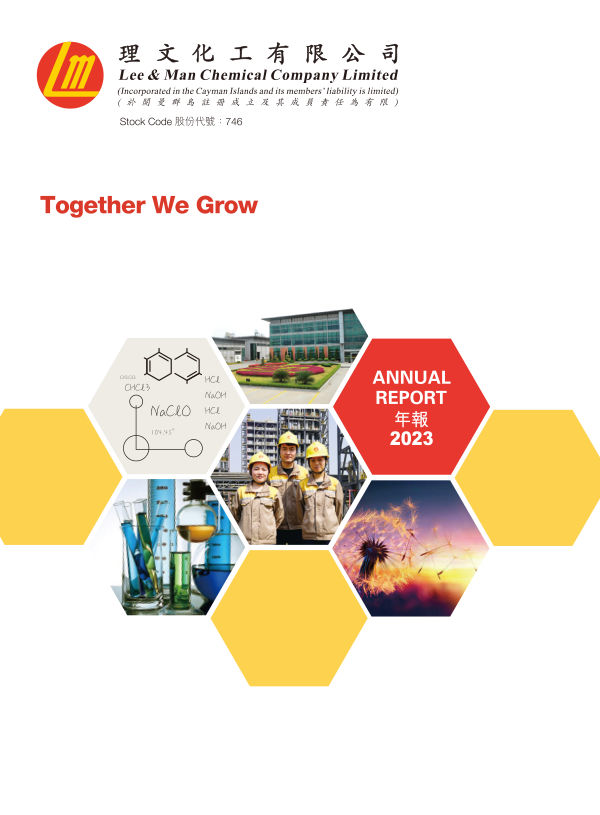 理文化工有限公司
Lee & Man Chemical Company Limited
(Incorporated in the Cayman Islands and its members' liability is limited)
(於開曼群島註冊成立及其成員責任為有限)
Stock Code 股份代號：746
Together We Grow
ANNUAL
REPORT
年報
2023
CHCl3
HCl
NaOH
NaClO
HCl
NaOH
104.45°